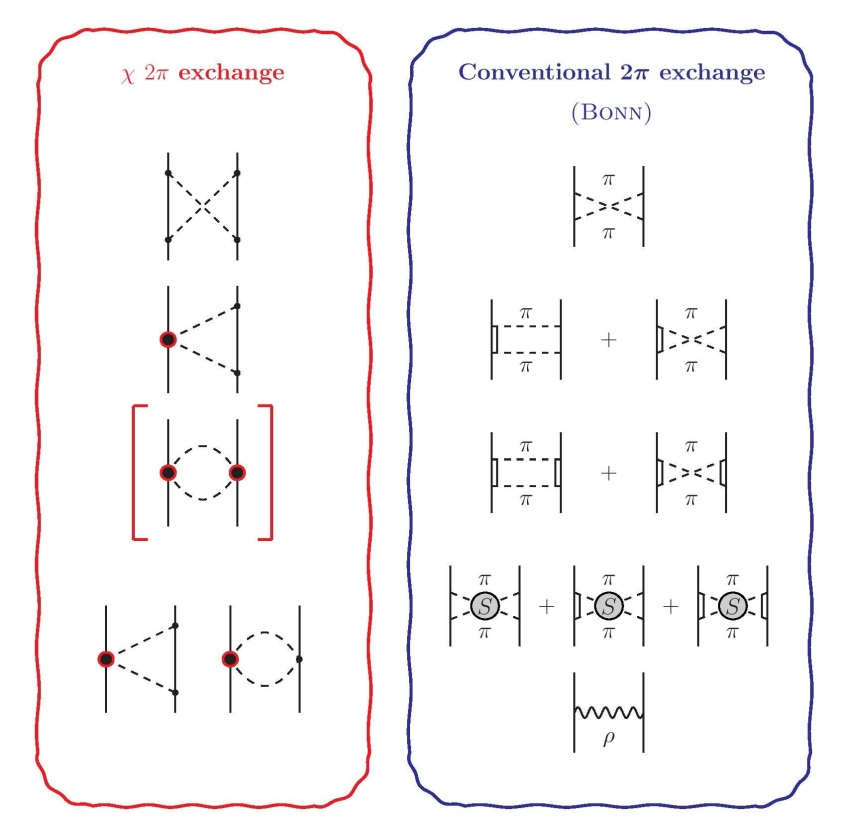 χ 2π exchange
Conventional 2π exchange
(Bonn)
π
π
π π
+
π π
π π
+
π π
π π π
S + S + S
π π π
ρ